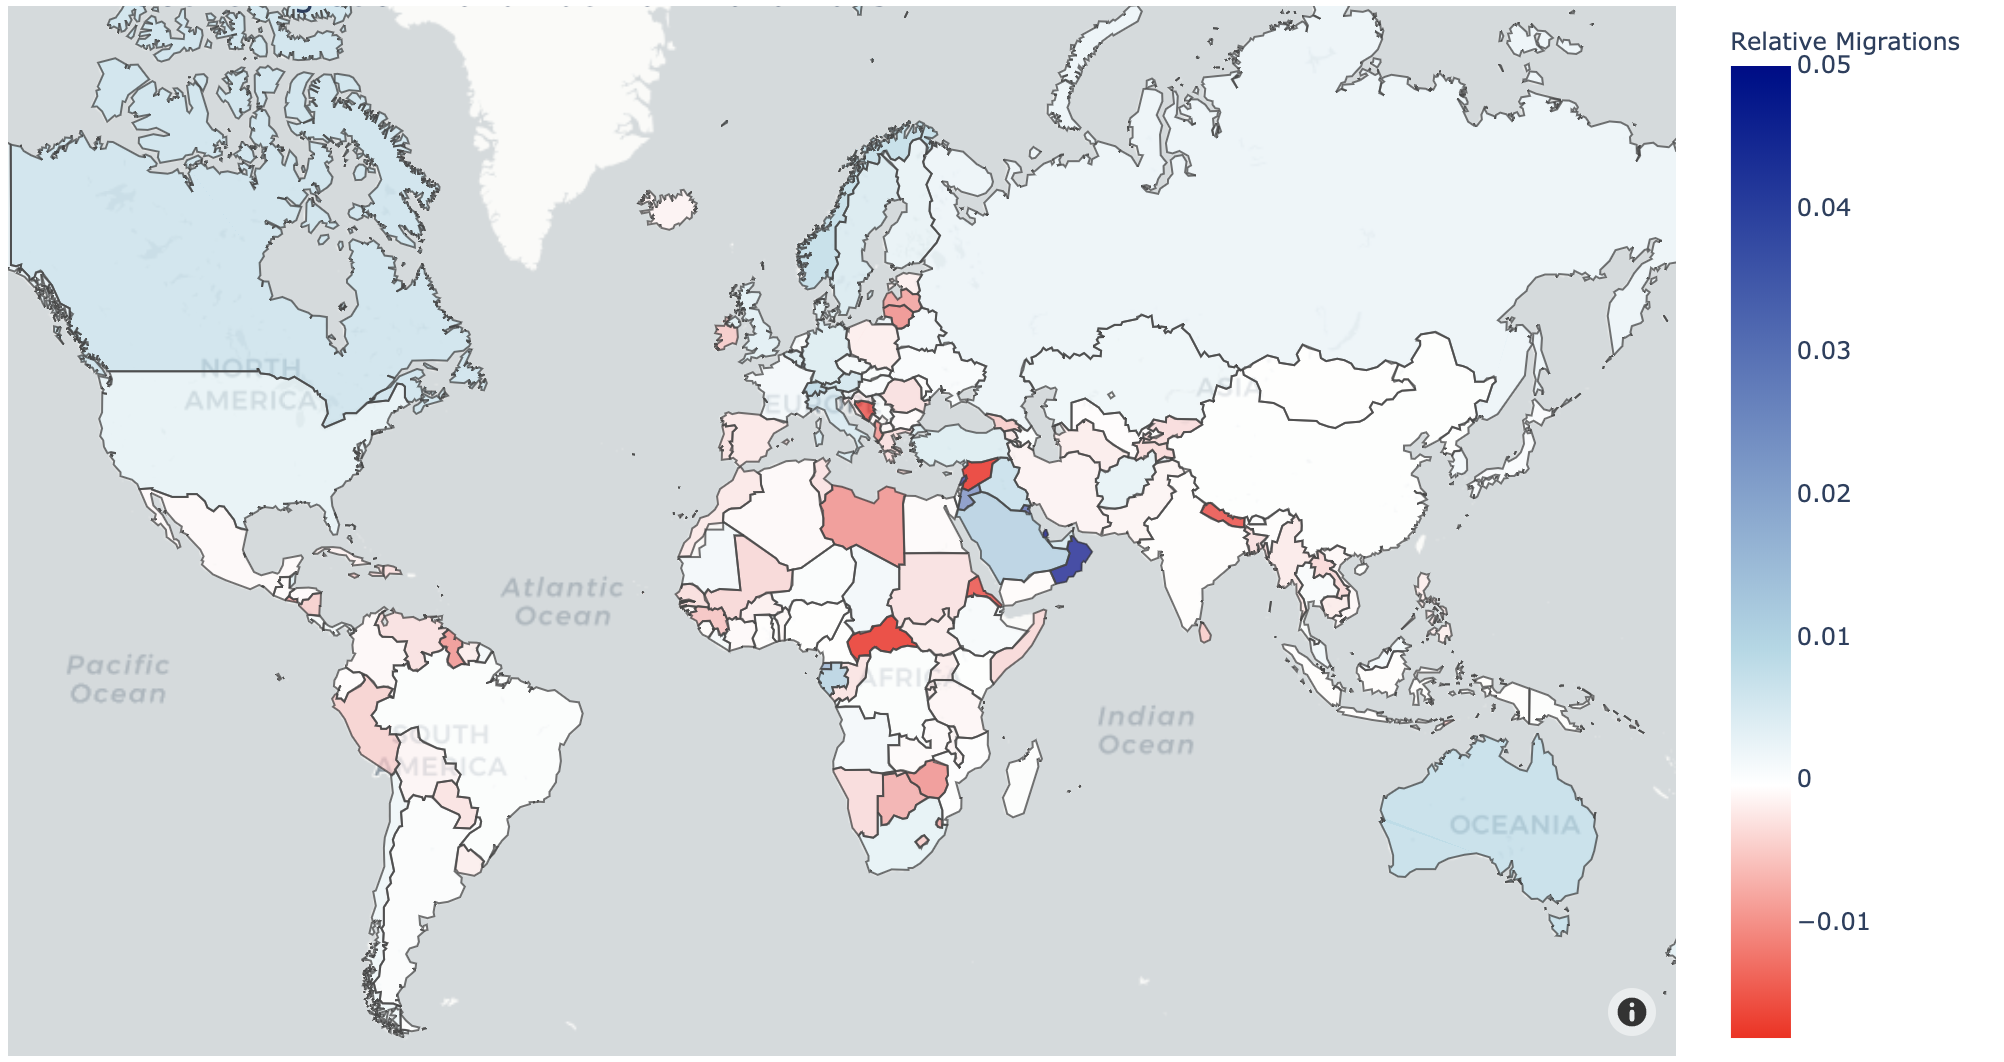 Relative Migrations
0.05
0.04
0.03
0.02
0.01
0
−0.01
NORTH
AMERICA
EUROPE
ASIA
Atlantic
Ocean
Pacific
Ocean
AFRICA
SOUTH
AMERICA
Indian
Ocean
OCEANIA